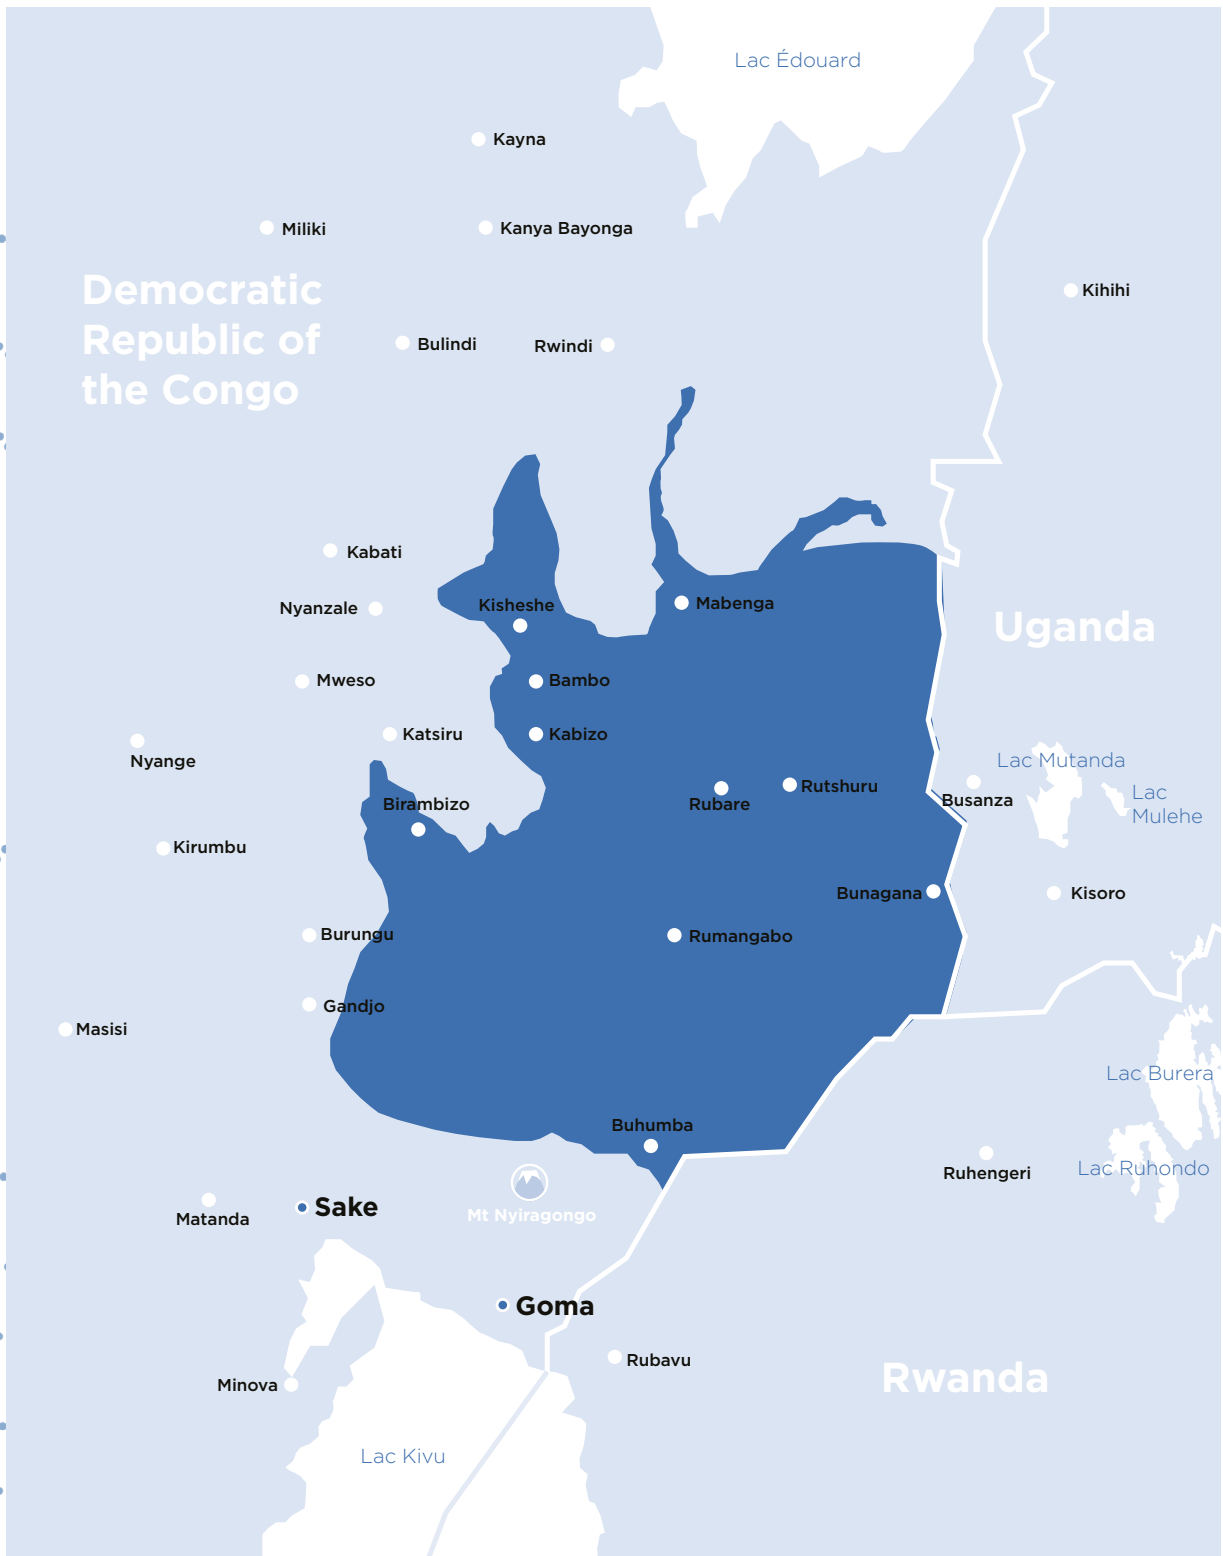 Lac Édouard
Kayna
Miliki
Kanya Bayonga
Democratic
Republic of
the Congo
Kihihi
Bulindi
Rwindi
Kabati
Nyanzale
Kisheshe
Mabenga
Uganda
Mweso
Bambo
Katsiru
Kabizo
Nyange
Lac Mutanda
Birambizo
Rubare
Rutshuru
Busanza
Lac
Mulehe
Kirumbu
Bunagana
Kisoro
Burungu
Rumangabo
Gandjo
Masisi
Lac Burera
Buhumba
Ruhengeri
Lac Ruhondo
Matanda
Sake
Mt Nyiragongo
Goma
Rubavu
Minova
Rwanda
Lac Kivu